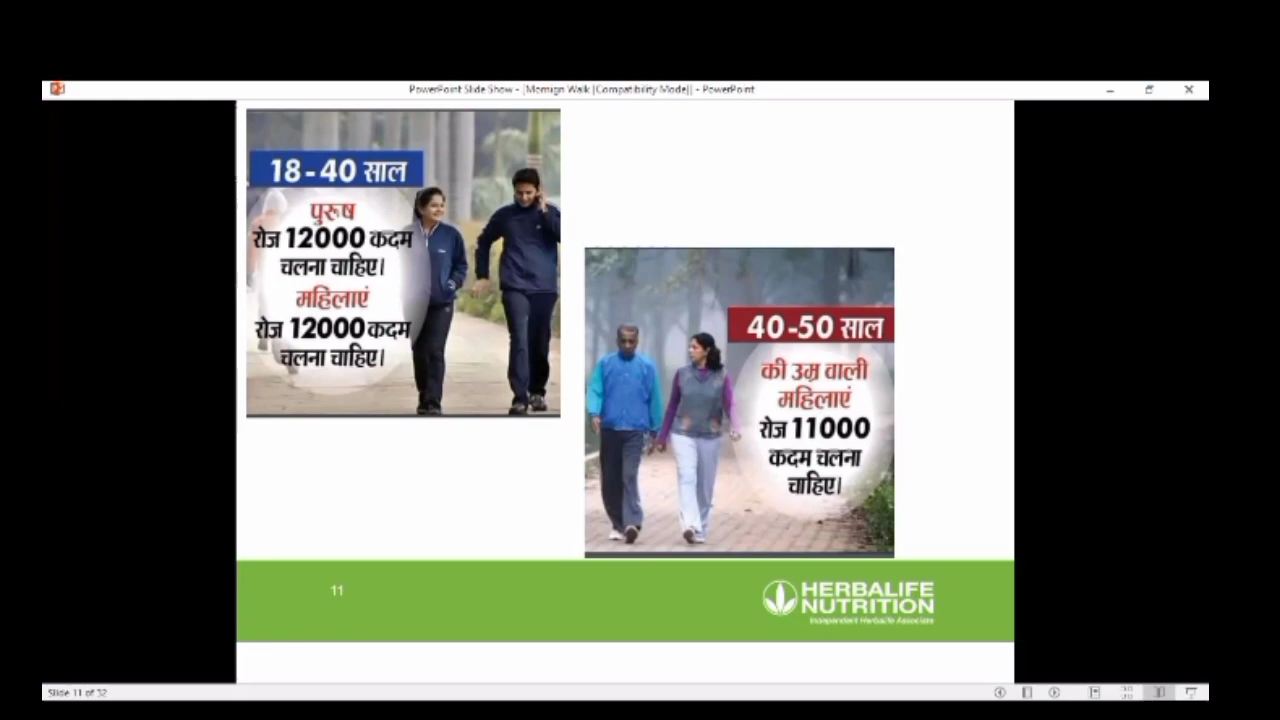 PowerPoint Slide Show - [Mornign Walk [Compatibility Mode]] - PowerPoint
18-40 साल
पुरूष
रोज 12000 कदम
चलना चाहिए।
महिलाएं
रोज 12000 कदम
चलना चाहिए।
40-50 साल
की उम्र वाली
महिलाएं
रोज 11000
कदम चलना
चाहिए।
11
HERBALIFE
NUTRITION
Independent Herbalife Associate
Slide 11 of 32